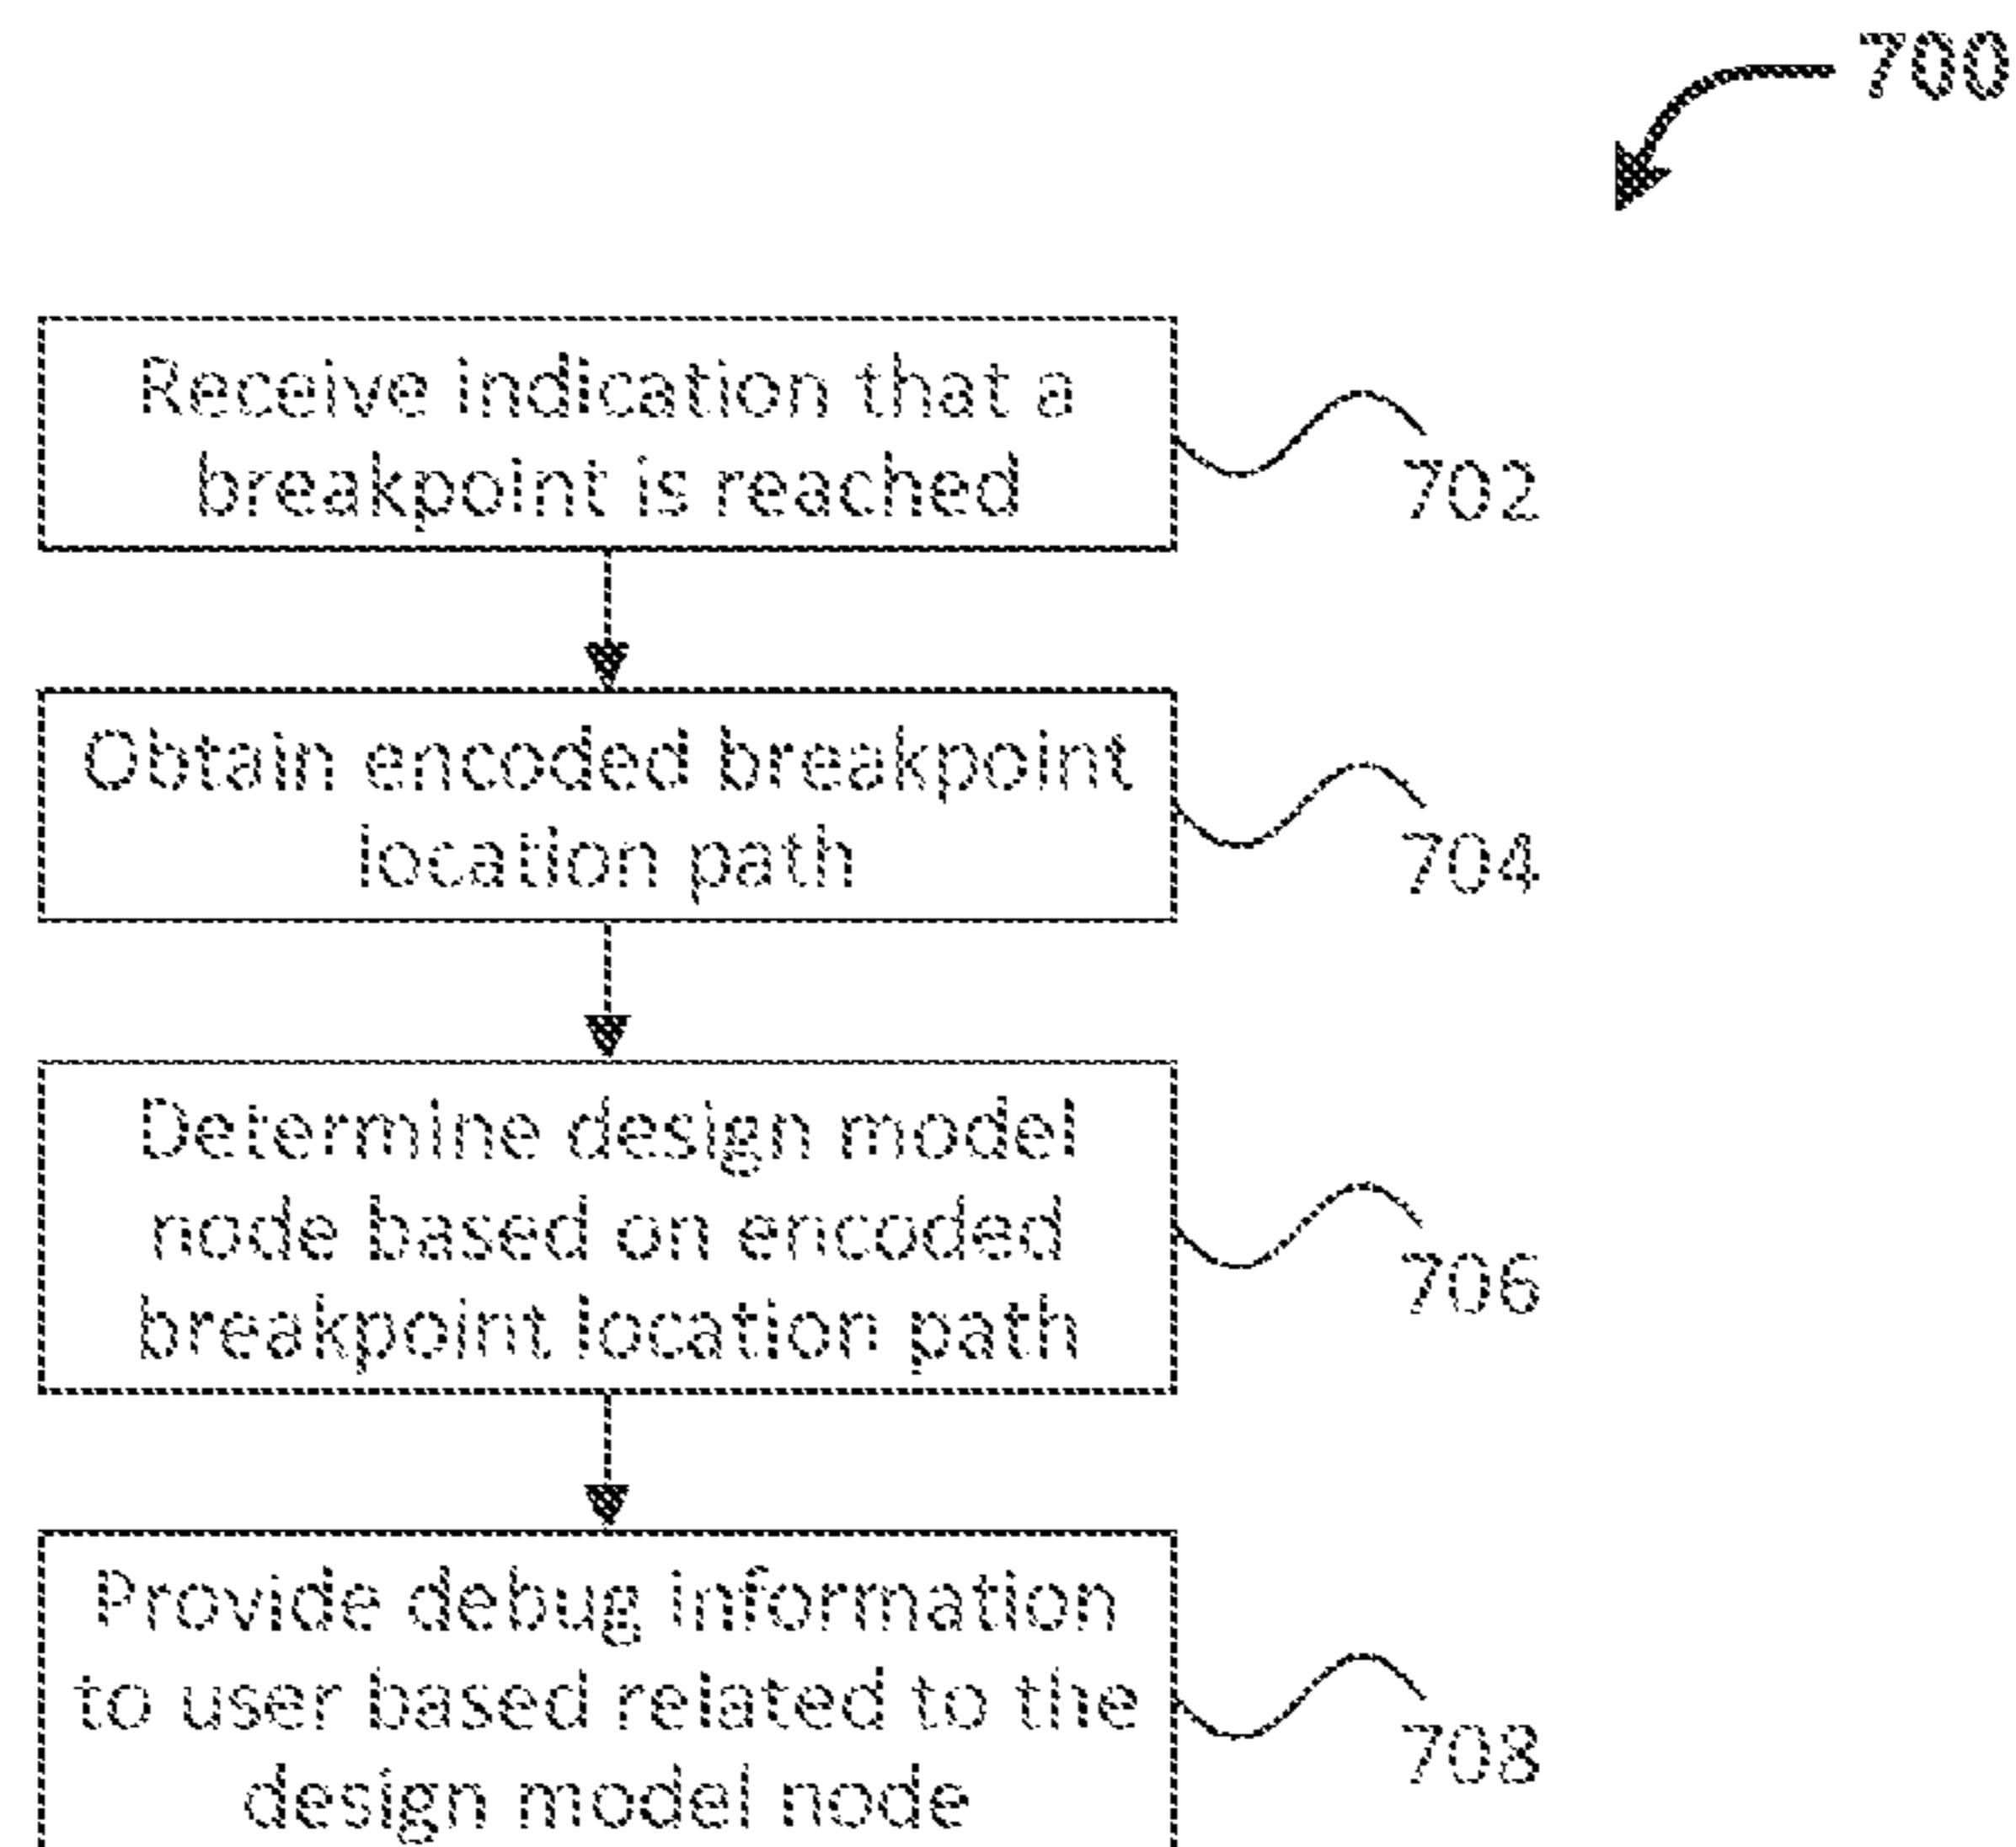 700
Receive indication that a
breakpoint is reached
702
Obtain encoded breakpoint
location path
704
Determine design model
node based on encoded
breakpoint location path
706
Provide debug information
to user based related to the
design model node
708